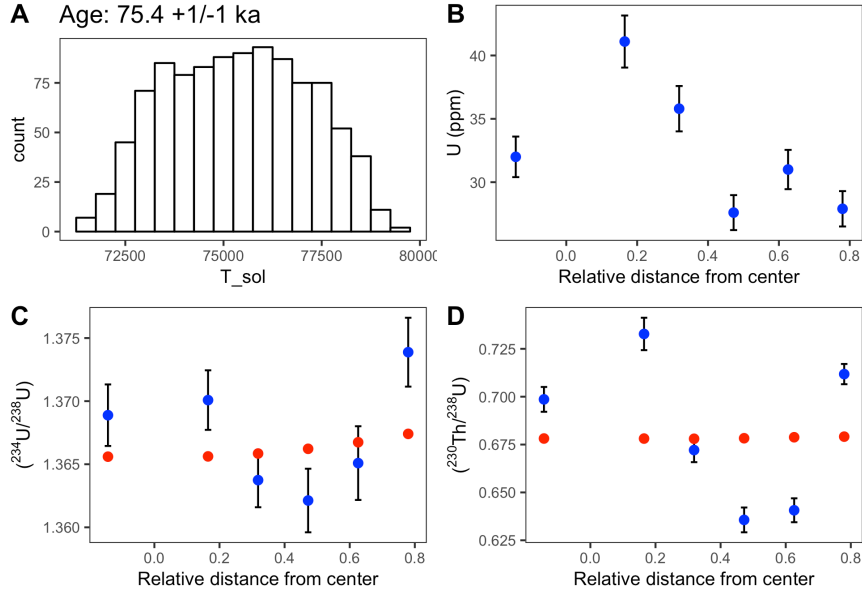 A Age: 75.4 +1/-1 ka
75
50
25
0
count
72500 75000 77500 80000
T_sol
B
40
35
30
U (ppm)
0.0 0.2 0.4 0.6 0.8
Relative distance from center
C
1.375
1.370
1.365
1.360
(²³⁴U/²³⁸U)
0.0 0.2 0.4 0.6 0.8
Relative distance from center
D
0.725
0.700
0.675
0.650
0.625
(²³⁰Th/²³⁸U)
0.0 0.2 0.4 0.6 0.8
Relative distance from center